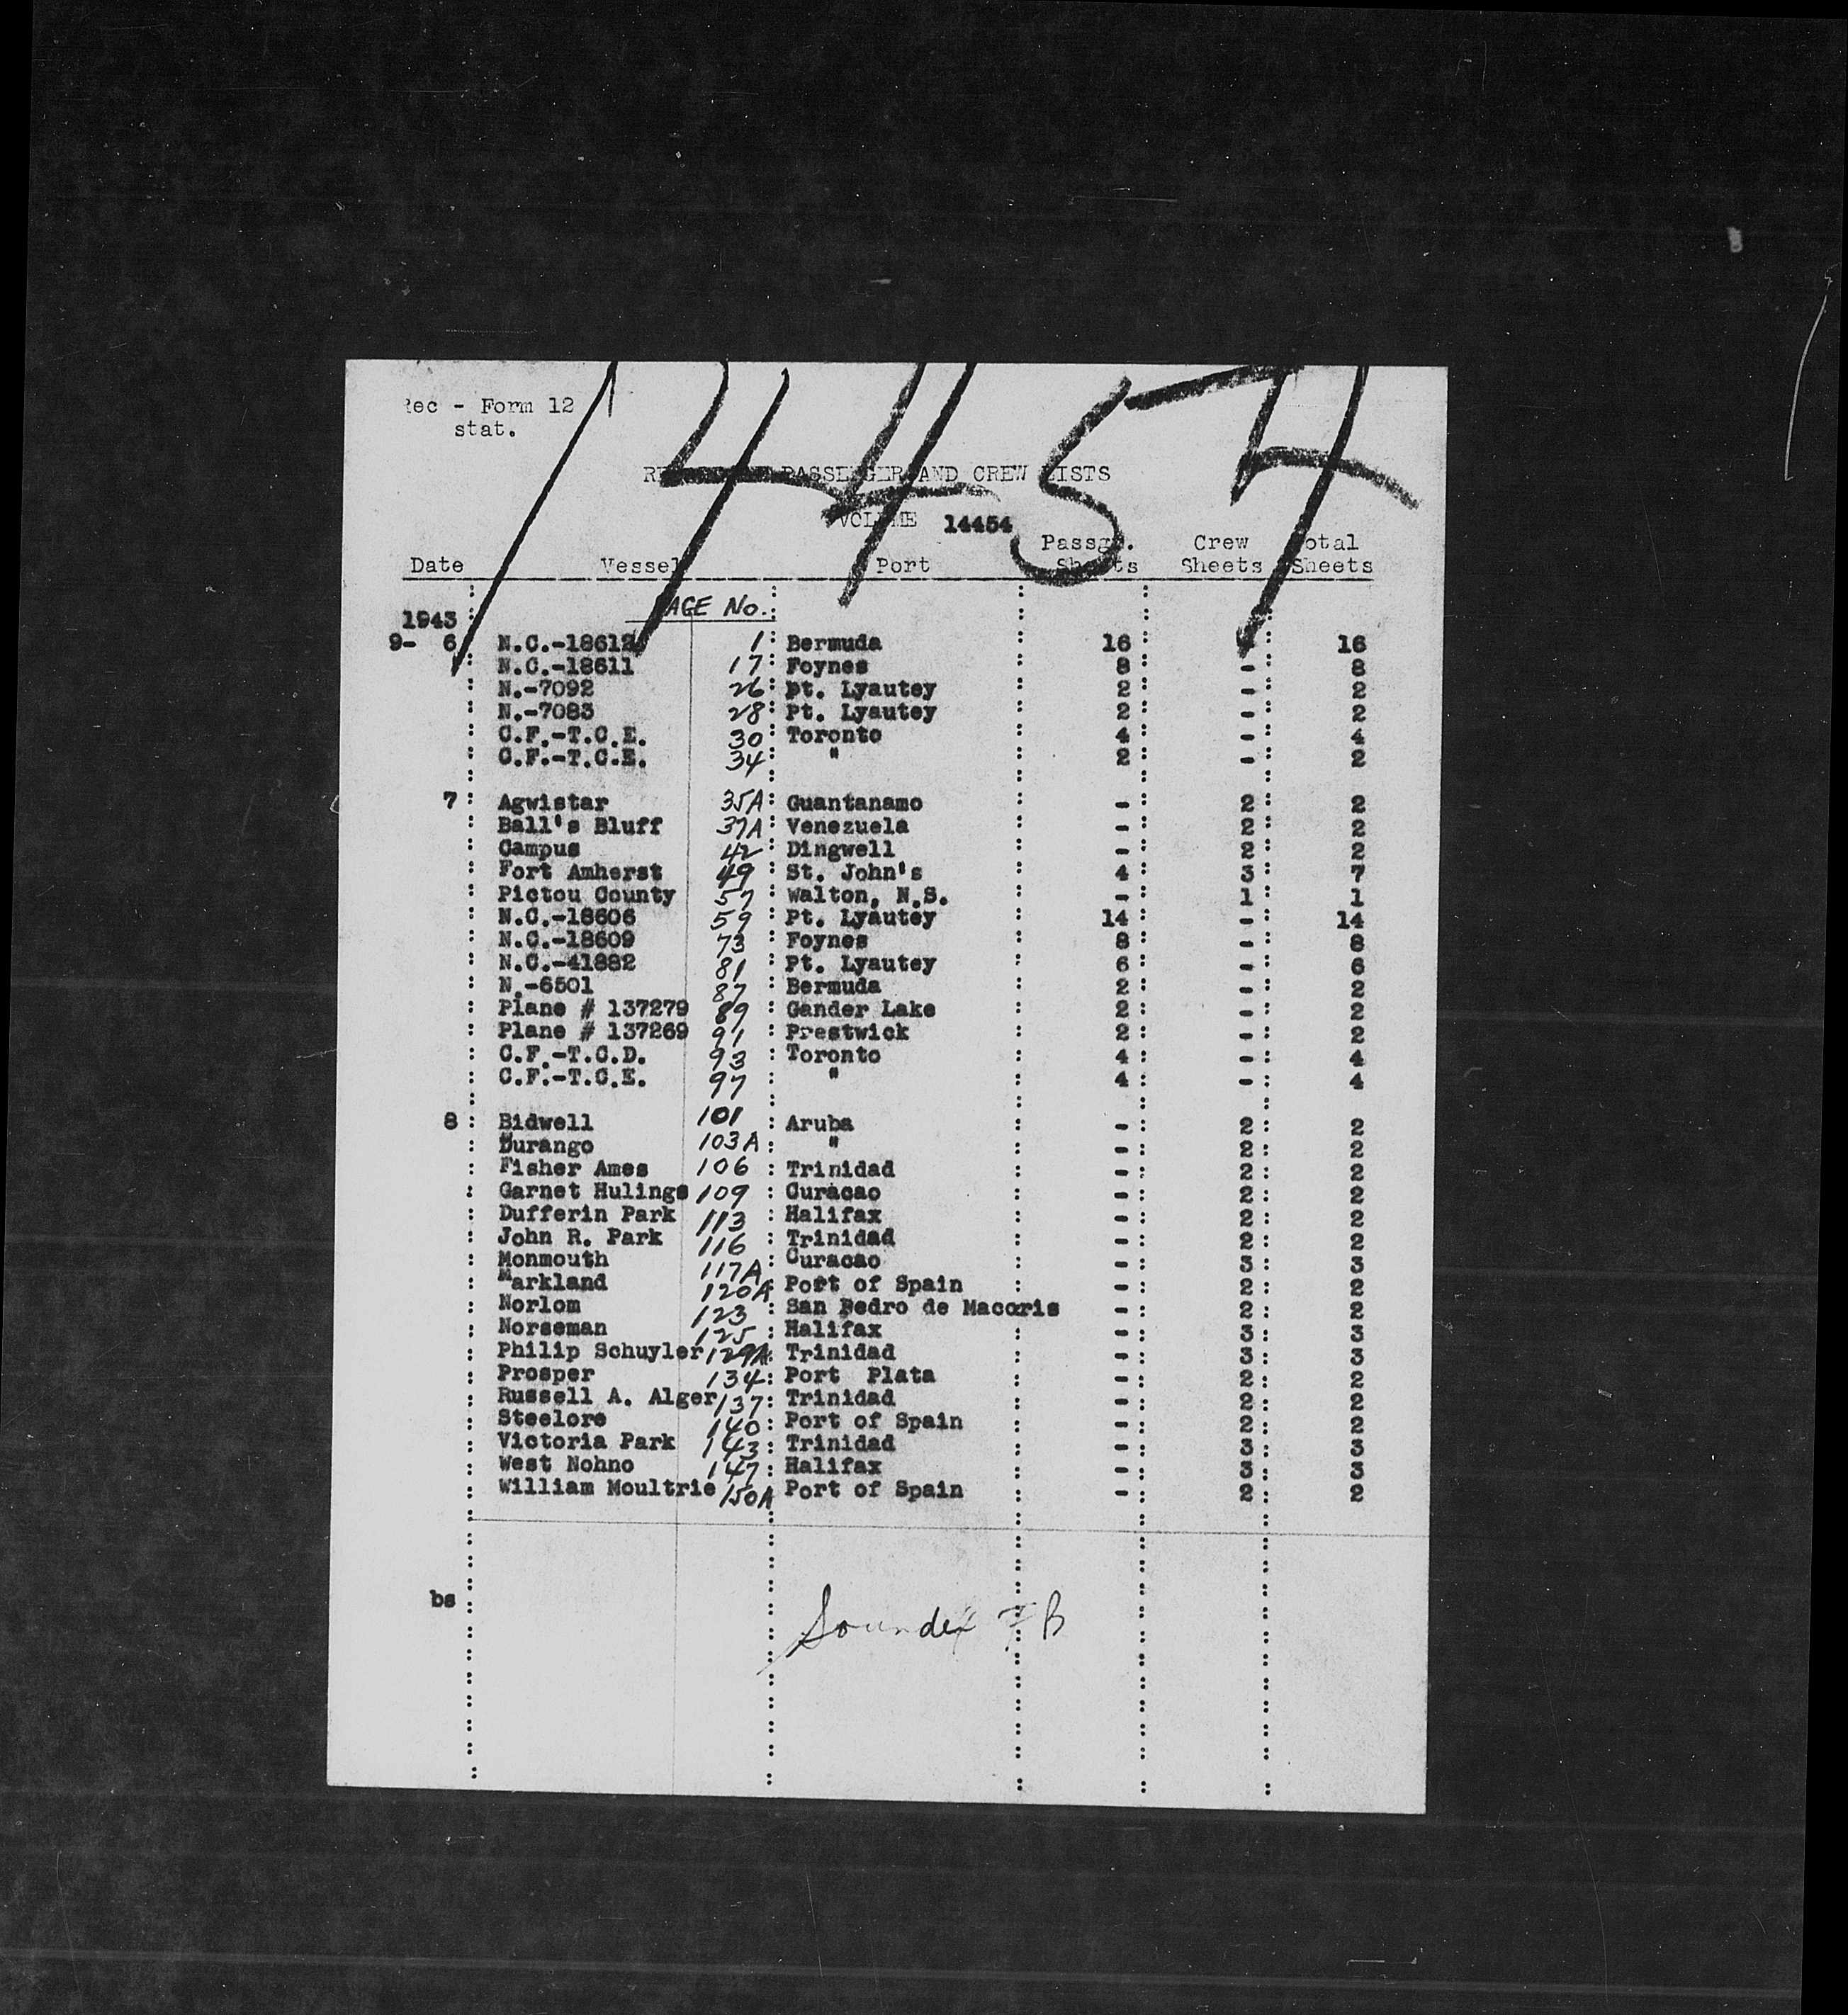 14454
Rec - Form 12
stat.
PASSENGER AND CREW LISTS
VOLUME 14454
Date Vessel Port Passg. Sheets Crew Sheets Total Sheets
PAGE No.
1943
9- 6 N.C.-18612 1 Bermuda 16 - 16
N.C.-18611 17 Foynes 8 - 8
N.-7092 26 Pt. Lyautey 2 - 2
N.-7083 28 Pt. Lyautey 2 - 2
C.F.-T.C.E. 30 Toronto 4 - 4
C.F.-T.C.E. 34 " 2 - 2
7 Agwistar 35A Guantanamo - 2 2
Ball's Bluff 37A Venezuela - 2 2
Campus 42 Dingwell - 2 2
Fort Amherst 49 St. John's 4 3 7
Pictou County 57 Walton, N.S. - 1 1
N.C.-18606 59 Pt. Lyautey 14 - 14
N.C.-18609 73 Foynes 8 - 8
N.C.-41882 81 Pt. Lyautey 6 - 6
N.-6501 87 Bermuda 2 - 2
Plane # 137279 89 Gander Lake 2 - 2
Plane # 137269 91 Prestwick 2 - 2
C.F.-T.C.D. 93 Toronto 4 - 4
C.F.-T.C.E. 97 " 4 - 4
8 Bidwell 101 Aruba - 2 2
Durango 103A " - 2 2
Fisher Ames 106 Trinidad - 2 2
Garnet Hulings 109 Curacao - 2 2
Dufferin Park 113 Halifax - 2 2
John R. Park 116 Trinidad - 2 2
Monmouth 117A Curacao - 3 3
Markland 120A Port of Spain - 2 2
Norlom 123 San Pedro de Macoris - 2 2
Norseman 125 Halifax - 3 3
Philip Schuyler 129A Trinidad - 3 3
Prosper 134 Port Plata - 2 2
Russell A. Alger 137 Trinidad - 2 2
Steelore 140 Port of Spain - 2 2
Victoria Park 143 Trinidad - 3 3
West Nohno 147 Halifax - 3 3
William Moultrie 150A Port of Spain - 2 2
bs
Soundex B